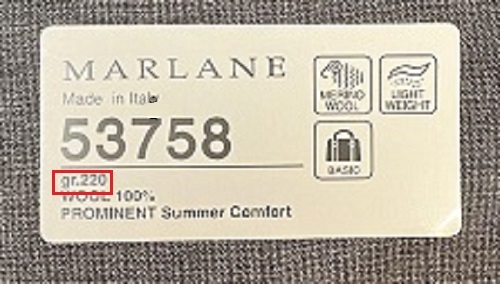 MARLANE
Made in Italy
53758
gr.220
WOOL 100%
PROMINENT Summer Comfort
MERINO
WOOL
LIGHT
WEIGHT
BASIC